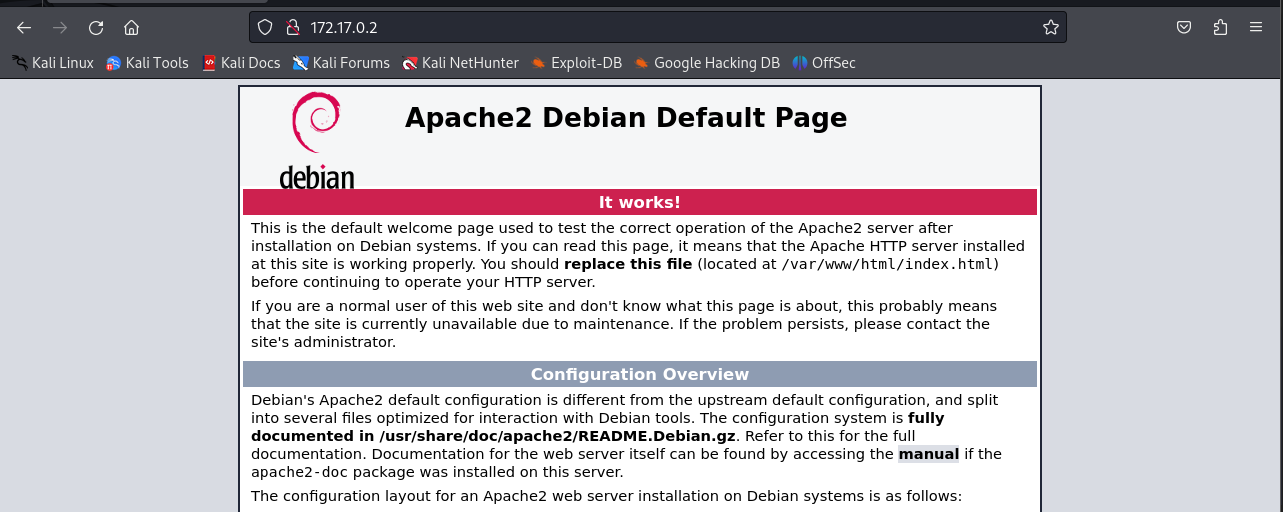 172.17.0.2
Kali Linux Kali Tools Kali Docs Kali Forums Kali NetHunter Exploit-DB Google Hacking DB OffSec
debian
Apache2 Debian Default Page
It works!
This is the default welcome page used to test the correct operation of the Apache2 server after
installation on Debian systems. If you can read this page, it means that the Apache HTTP server installed
at this site is working properly. You should replace this file (located at /var/www/html/index.html)
before continuing to operate your HTTP server.
If you are a normal user of this web site and don't know what this page is about, this probably means
that the site is currently unavailable due to maintenance. If the problem persists, please contact the
site's administrator.
Configuration Overview
Debian's Apache2 default configuration is different from the upstream default configuration, and split
into several files optimized for interaction with Debian tools. The configuration system is fully
documented in /usr/share/doc/apache2/README.Debian.gz. Refer to this for the full
documentation. Documentation for the web server itself can be found by accessing the manual if the
apache2-doc package was installed on this server.
The configuration layout for an Apache2 web server installation on Debian systems is as follows: